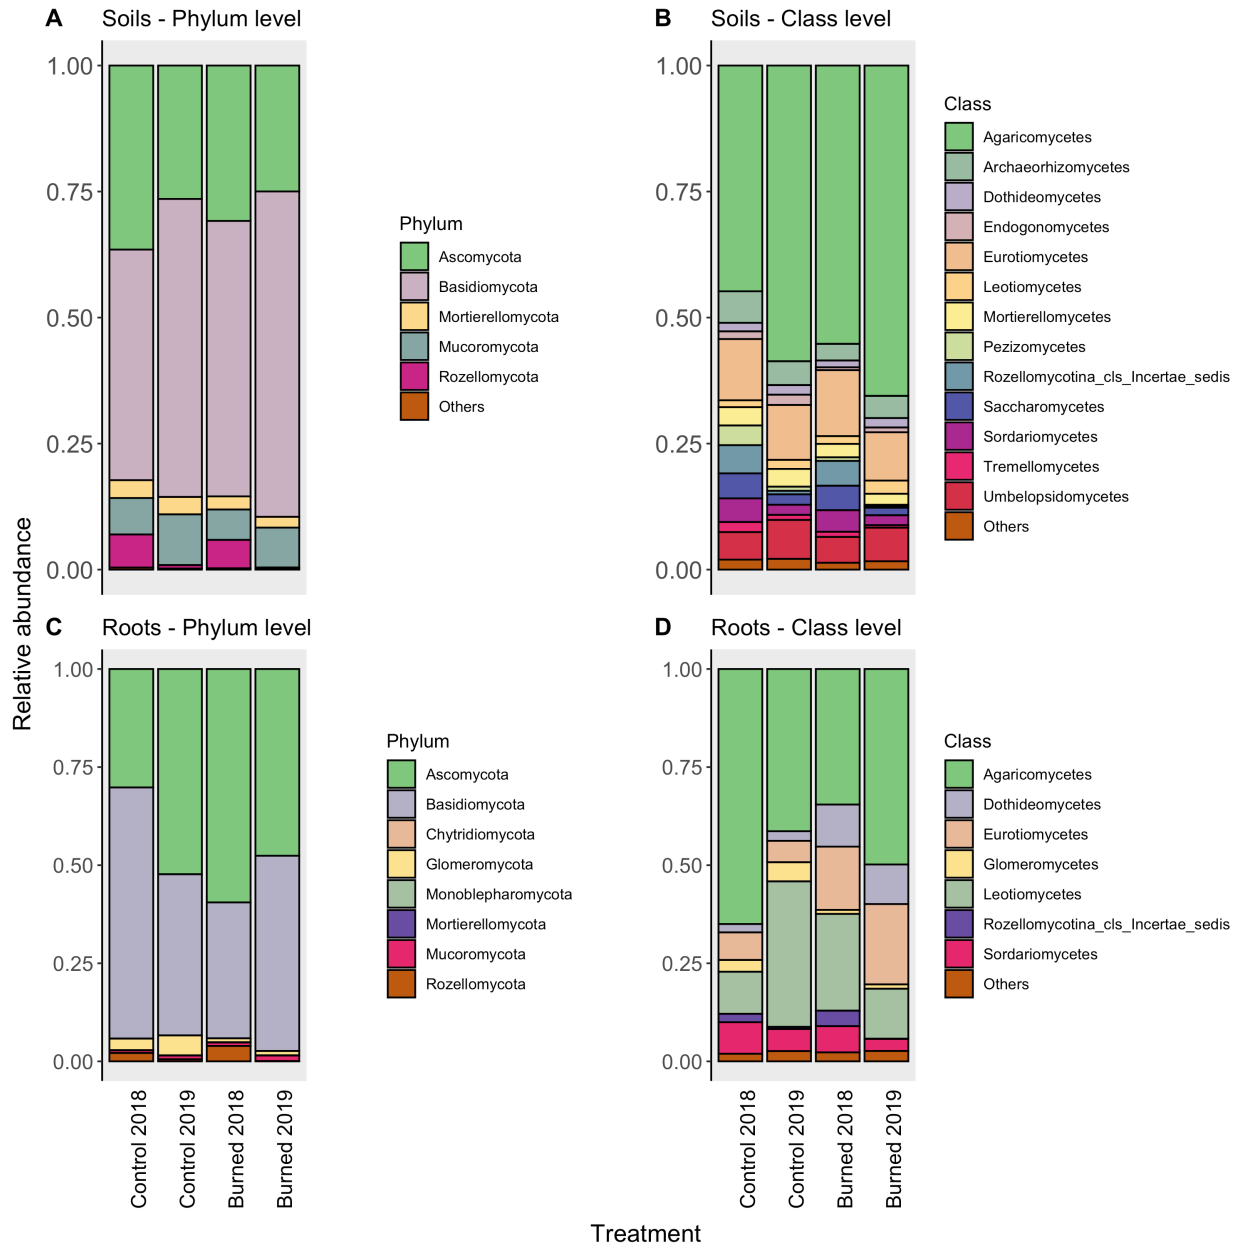 A Soils - Phylum level
1.00
0.75
0.50
0.25
0.00
Phylum
Ascomycota
Basidiomycota
Mortierellomycota
Mucoromycota
Rozellomycota
Others
B Soils - Class level
1.00
0.75
0.50
0.25
0.00
Class
Agaricomycetes
Archaeorhizomycetes
Dothideomycetes
Endogonomycetes
Eurotiomycetes
Leotiomycetes
Mortierellomycetes
Pezizomycetes
Rozellomycotina_cls_Incertae_sedis
Saccharomycetes
Sordariomycetes
Tremellomycetes
Umbelopsidomycetes
Others
Relative abundance
C Roots - Phylum level
1.00
0.75
0.50
0.25
0.00
Control 2018
Control 2019
Burned 2018
Burned 2019
Phylum
Ascomycota
Basidiomycota
Chytridiomycota
Glomeromycota
Monoblepharomycota
Mortierellomycota
Mucoromycota
Rozellomycota
D Roots - Class level
1.00
0.75
0.50
0.25
0.00
Control 2018
Control 2019
Burned 2018
Burned 2019
Class
Agaricomycetes
Dothideomycetes
Eurotiomycetes
Glomeromycetes
Leotiomycetes
Rozellomycotina_cls_Incertae_sedis
Sordariomycetes
Others
Treatment